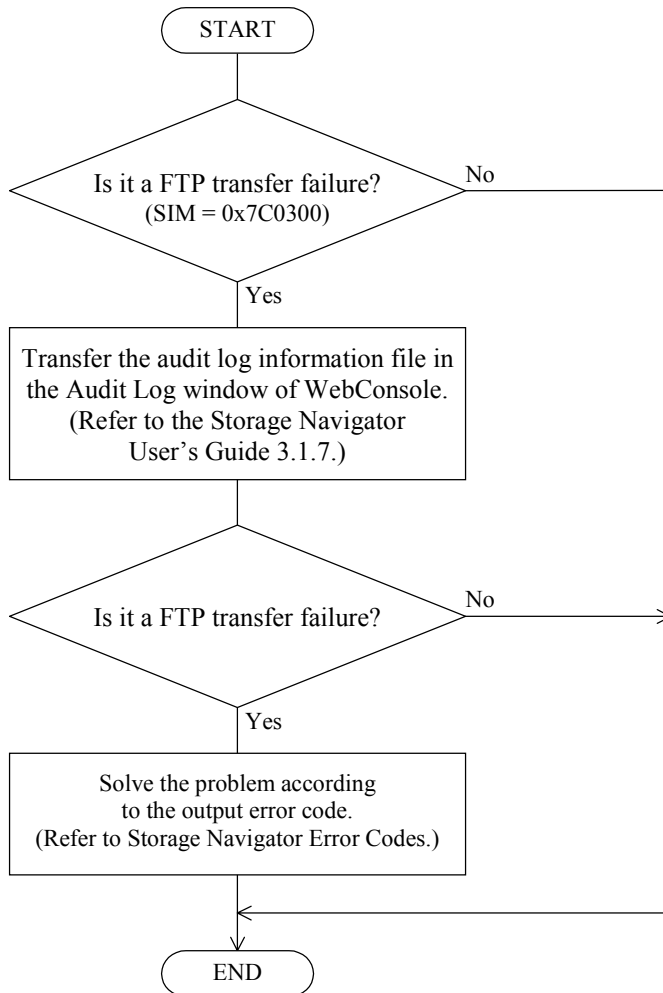 START
Is it a FTP transfer failure?
(SIM = 0x7C0300)
No
Yes
Transfer the audit log information file in
the Audit Log window of WebConsole.
(Refer to the Storage Navigator
User’s Guide 3.1.7.)
Is it a FTP transfer failure?
No
Yes
Solve the problem according
to the output error code.
(Refer to Storage Navigator Error Codes.)
END